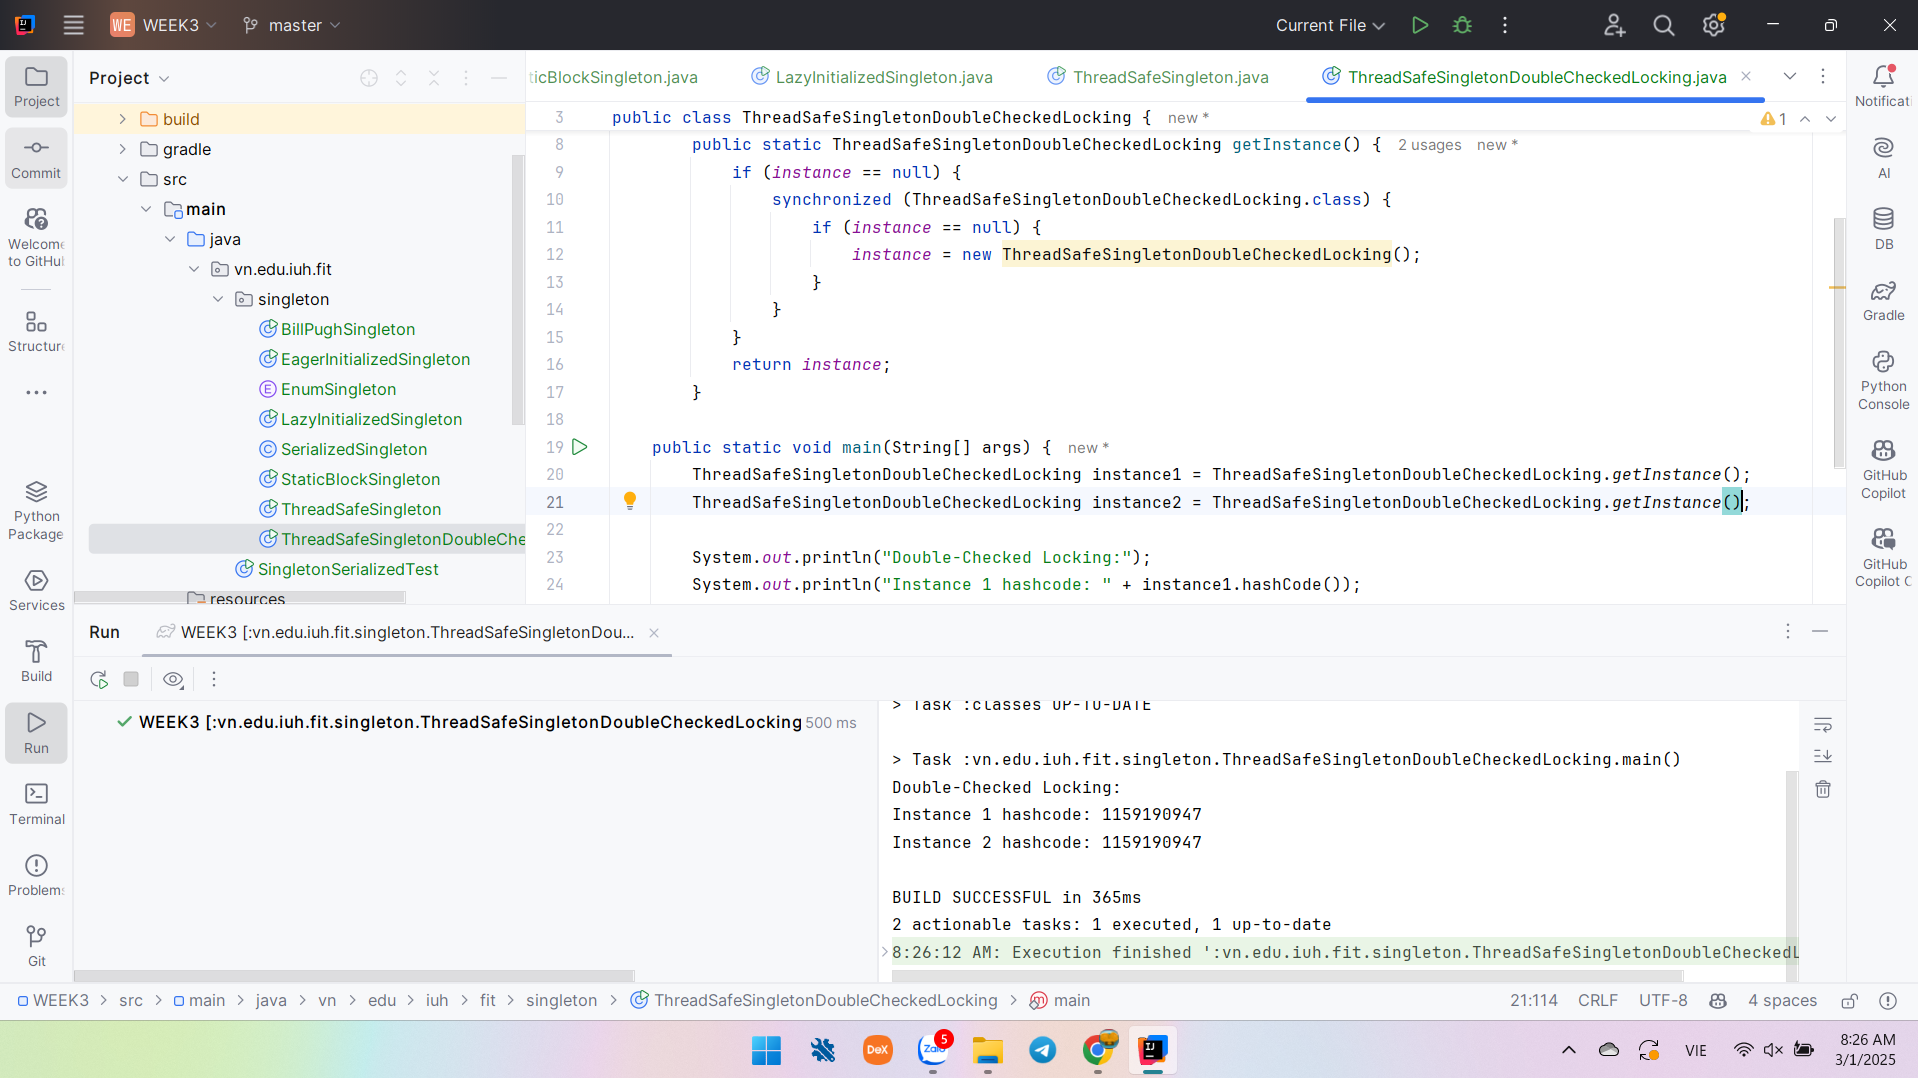 WE WEEK3 master Current File
Project
Commit
Welcome
to GitHu
Structure
Python
Package
Services
Build
Run
Terminal
Problems
Git
Project
build
gradle
src
main
java
vn.edu.iuh.fit
singleton
BillPughSingleton
EagerInitializedSingleton
EnumSingleton
LazyInitializedSingleton
SerializedSingleton
StaticBlockSingleton
ThreadSafeSingleton
ThreadSafeSingletonDoubleChe
SingletonSerializedTest
resources
ticBlockSingleton.java LazyInitializedSingleton.java ThreadSafeSingleton.java ThreadSafeSingletonDoubleCheckedLocking.java
3 public class ThreadSafeSingletonDoubleCheckedLocking { new * 1
8 public static ThreadSafeSingletonDoubleCheckedLocking getInstance() { 2 usages new *
9 if (instance == null) {
10 synchronized (ThreadSafeSingletonDoubleCheckedLocking.class) {
11 if (instance == null) {
12 instance = new ThreadSafeSingletonDoubleCheckedLocking();
13 }
14 }
15 }
16 return instance;
17 }
18
19 public static void main(String[] args) { new *
20 ThreadSafeSingletonDoubleCheckedLocking instance1 = ThreadSafeSingletonDoubleCheckedLocking.getInstance();
21 ThreadSafeSingletonDoubleCheckedLocking instance2 = ThreadSafeSingletonDoubleCheckedLocking.getInstance();
22
23 System.out.println("Double-Checked Locking:");
24 System.out.println("Instance 1 hashcode: " + instance1.hashCode());
Notificati
AI
DB
Gradle
Python
Console
GitHub
Copilot
GitHub
Copilot C
Run WEEK3 [:vn.edu.iuh.fit.singleton.ThreadSafeSingletonDou...
WEEK3 [:vn.edu.iuh.fit.singleton.ThreadSafeSingletonDoubleCheckedLocking 500 ms
> Task :classes UP-TO-DATE
> Task :vn.edu.iuh.fit.singleton.ThreadSafeSingletonDoubleCheckedLocking.main()
Double-Checked Locking:
Instance 1 hashcode: 1159190947
Instance 2 hashcode: 1159190947
BUILD SUCCESSFUL in 365ms
2 actionable tasks: 1 executed, 1 up-to-date
8:26:12 AM: Execution finished ':vn.edu.iuh.fit.singleton.ThreadSafeSingletonDoubleCheckedL
WEEK3 > src > main > java > vn > edu > iuh > fit > singleton > ThreadSafeSingletonDoubleCheckedLocking > main 21:114 CRLF UTF-8 4 spaces
DeX Zalo 5 VIE
8:26 AM
3/1/2025